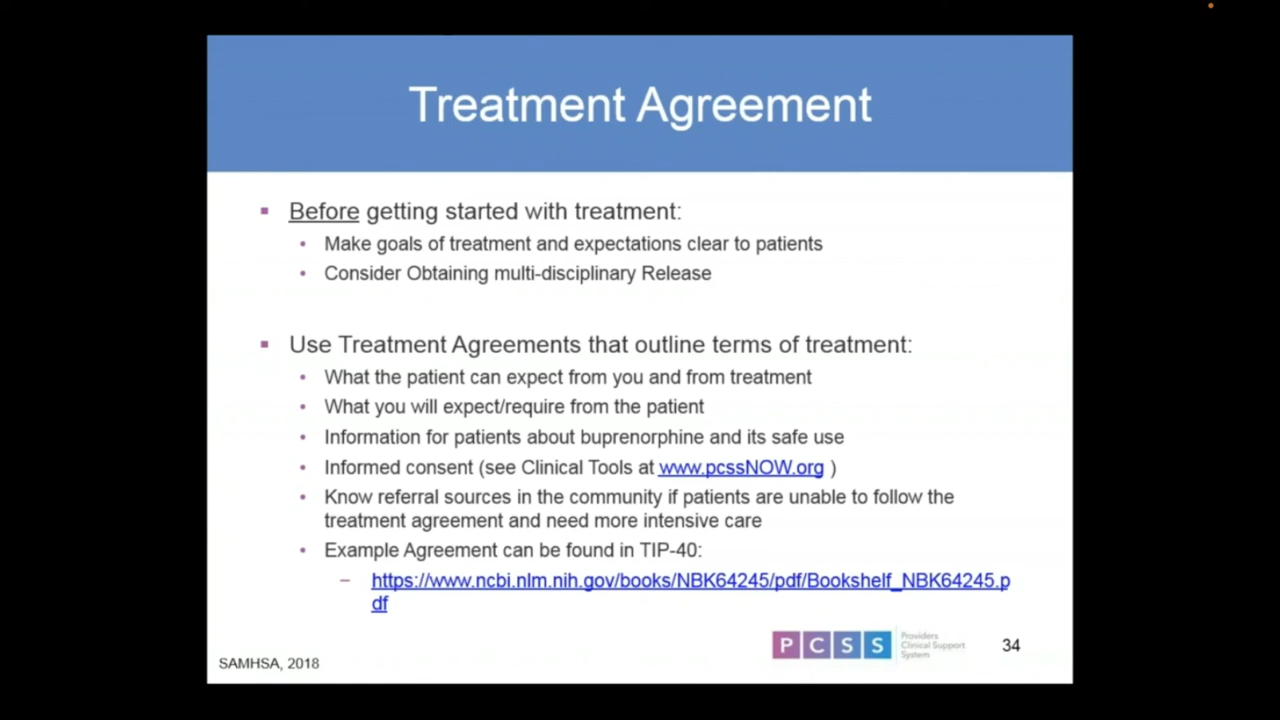 Treatment Agreement
▪ Before getting started with treatment:
• Make goals of treatment and expectations clear to patients
• Consider Obtaining multi-disciplinary Release
▪ Use Treatment Agreements that outline terms of treatment:
• What the patient can expect from you and from treatment
• What you will expect/require from the patient
• Information for patients about buprenorphine and its safe use
• Informed consent (see Clinical Tools at www.pcssNOW.org )
• Know referral sources in the community if patients are unable to follow the
treatment agreement and need more intensive care
• Example Agreement can be found in TIP-40:
– https://www.ncbi.nlm.nih.gov/books/NBK64245/pdf/Bookshelf_NBK64245.p
df
PCSS
Providers
Clinical Support
System
34
SAMHSA, 2018